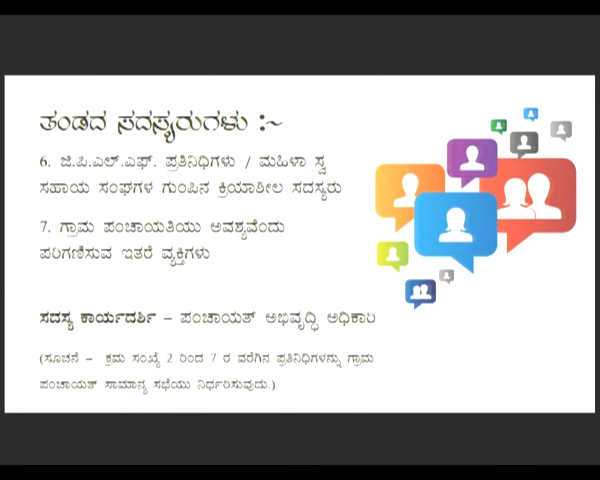 ತಂಡದ ಸದಸ್ಯರುಗಳು :~
6. ಜಿ.ಪಿ.ಎಲ್.ಎಫ್. ಪ್ರತಿನಿಧಿಗಳು / ಮಹಿಳಾ ಸ್ವ
ಸಹಾಯ ಸಂಘಗಳ ಗುಂಪಿನ ಕ್ರಿಯಾಶೀಲ ಸದಸ್ಯರು
7. ಗ್ರಾಮ ಪಂಚಾಯತಿಯು ಅವಶ್ಯವೆಂದು
ಪರಿಗಣಿಸುವ ಇತರೆ ವ್ಯಕ್ತಿಗಳು
ಸದಸ್ಯ ಕಾರ್ಯದರ್ಶಿ – ಪಂಚಾಯತ್ ಅಭಿವೃದ್ಧಿ ಅಧಿಕಾರಿ
(ಸೂಚನೆ – ಕ್ರಮ ಸಂಖ್ಯೆ 2 ರಿಂದ 7 ರ ವರೆಗಿನ ಪ್ರತಿನಿಧಿಗಳನ್ನು ಗ್ರಾಮ
ಪಂಚಾಯತ್ ಸಾಮಾನ್ಯ ಸಭೆಯು ನಿರ್ಧರಿಸುವುದು.)